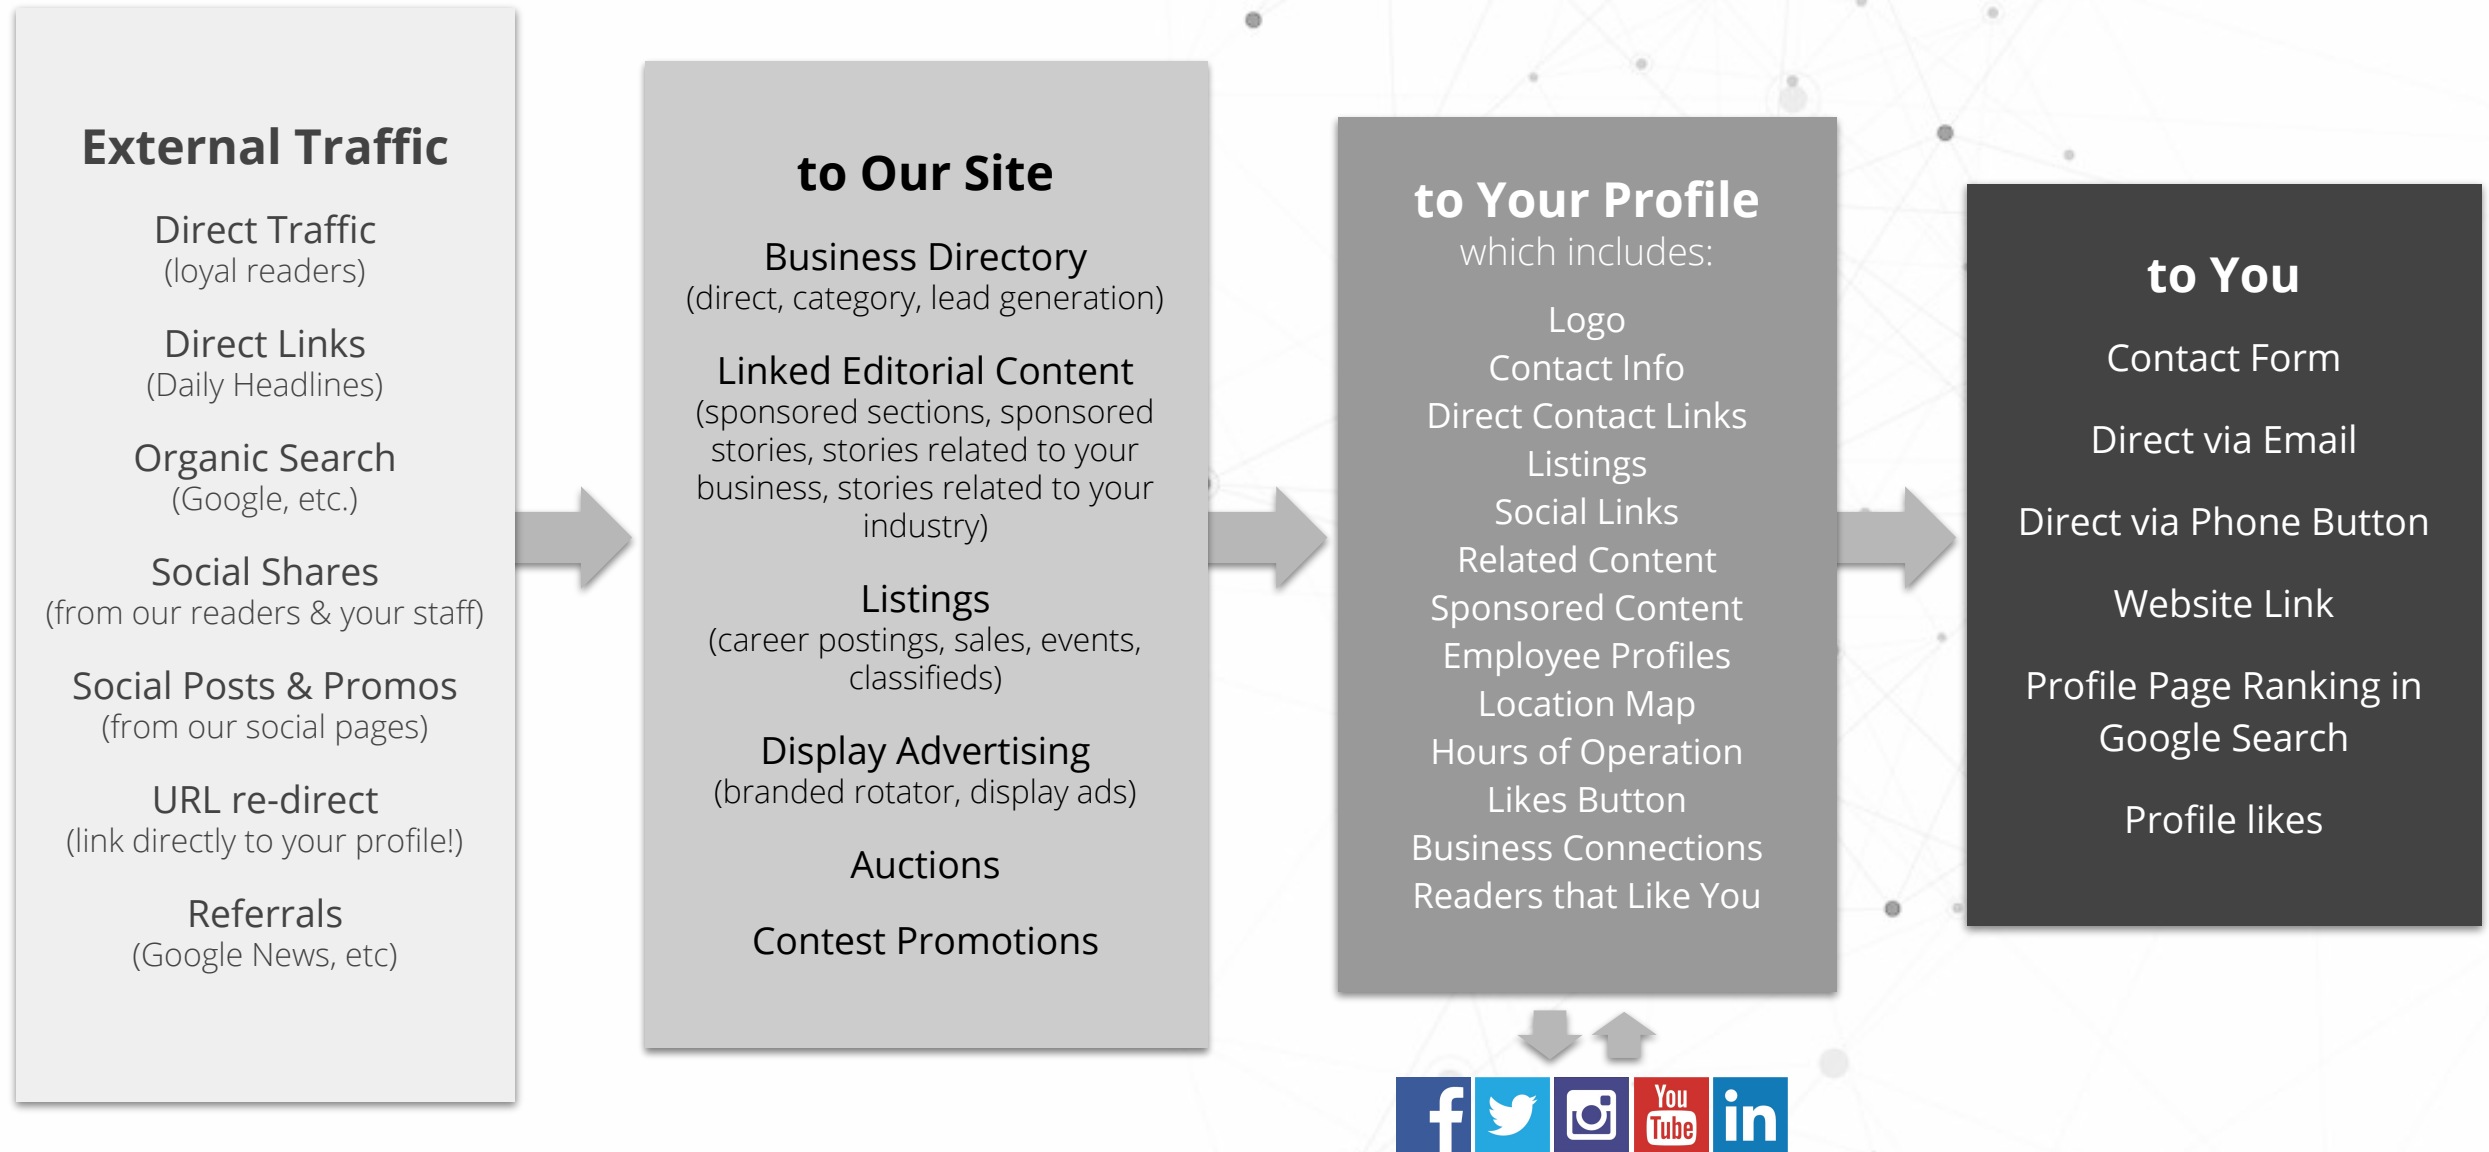 External Traffic
Direct Traffic
(loyal readers)
Direct Links
(Daily Headlines)
Organic Search
(Google, etc.)
Social Shares
(from our readers & your staff)
Social Posts & Promos
(from our social pages)
URL re-direct
(link directly to your profile!)
Referrals
(Google News, etc)
to Our Site
Business Directory
(direct, category, lead generation)
Linked Editorial Content
(sponsored sections, sponsored
stories, stories related to your
business, stories related to your
industry)
Listings
(career postings, sales, events,
classifieds)
Display Advertising
(branded rotator, display ads)
Auctions
Contest Promotions
to Your Profile
which includes:
Logo
Contact Info
Direct Contact Links
Listings
Social Links
Related Content
Sponsored Content
Employee Profiles
Location Map
Hours of Operation
Likes Button
Business Connections
Readers that Like You
to You
Contact Form
Direct via Email
Direct via Phone Button
Website Link
Profile Page Ranking in
Google Search
Profile likes
f
You
Tube
in